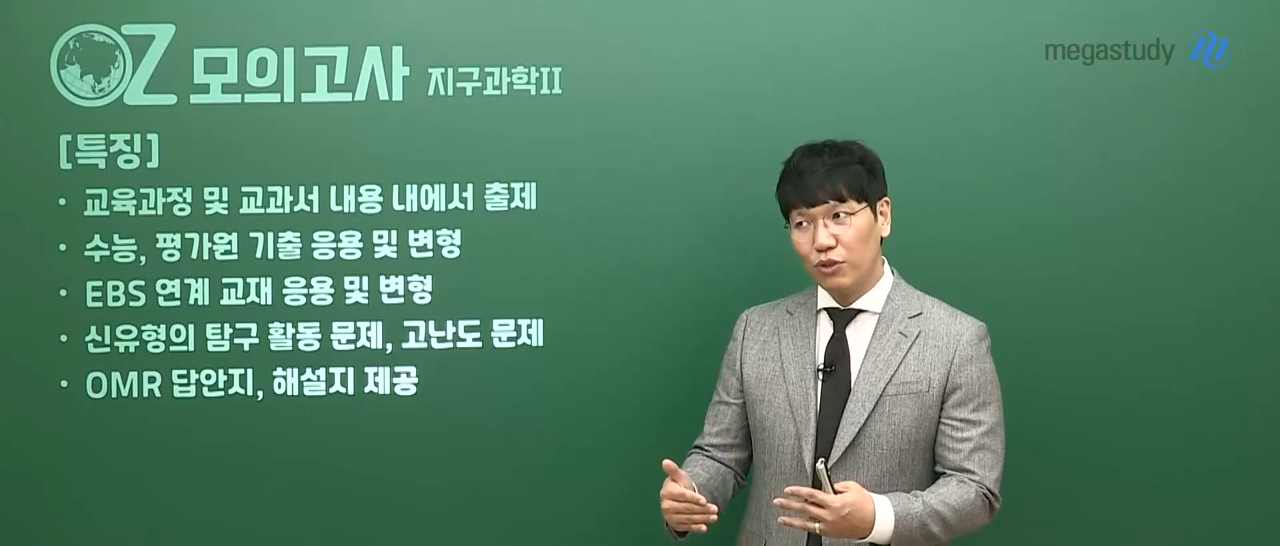 OZ 모의고사 지구과학II
megastudy
[특징]
• 교육과정 및 교과서 내용 내에서 출제
• 수능, 평가원 기출 응용 및 변형
• EBS 연계 교재 응용 및 변형
• 신유형의 탐구 활동 문제, 고난도 문제
• OMR 답안지, 해설지 제공